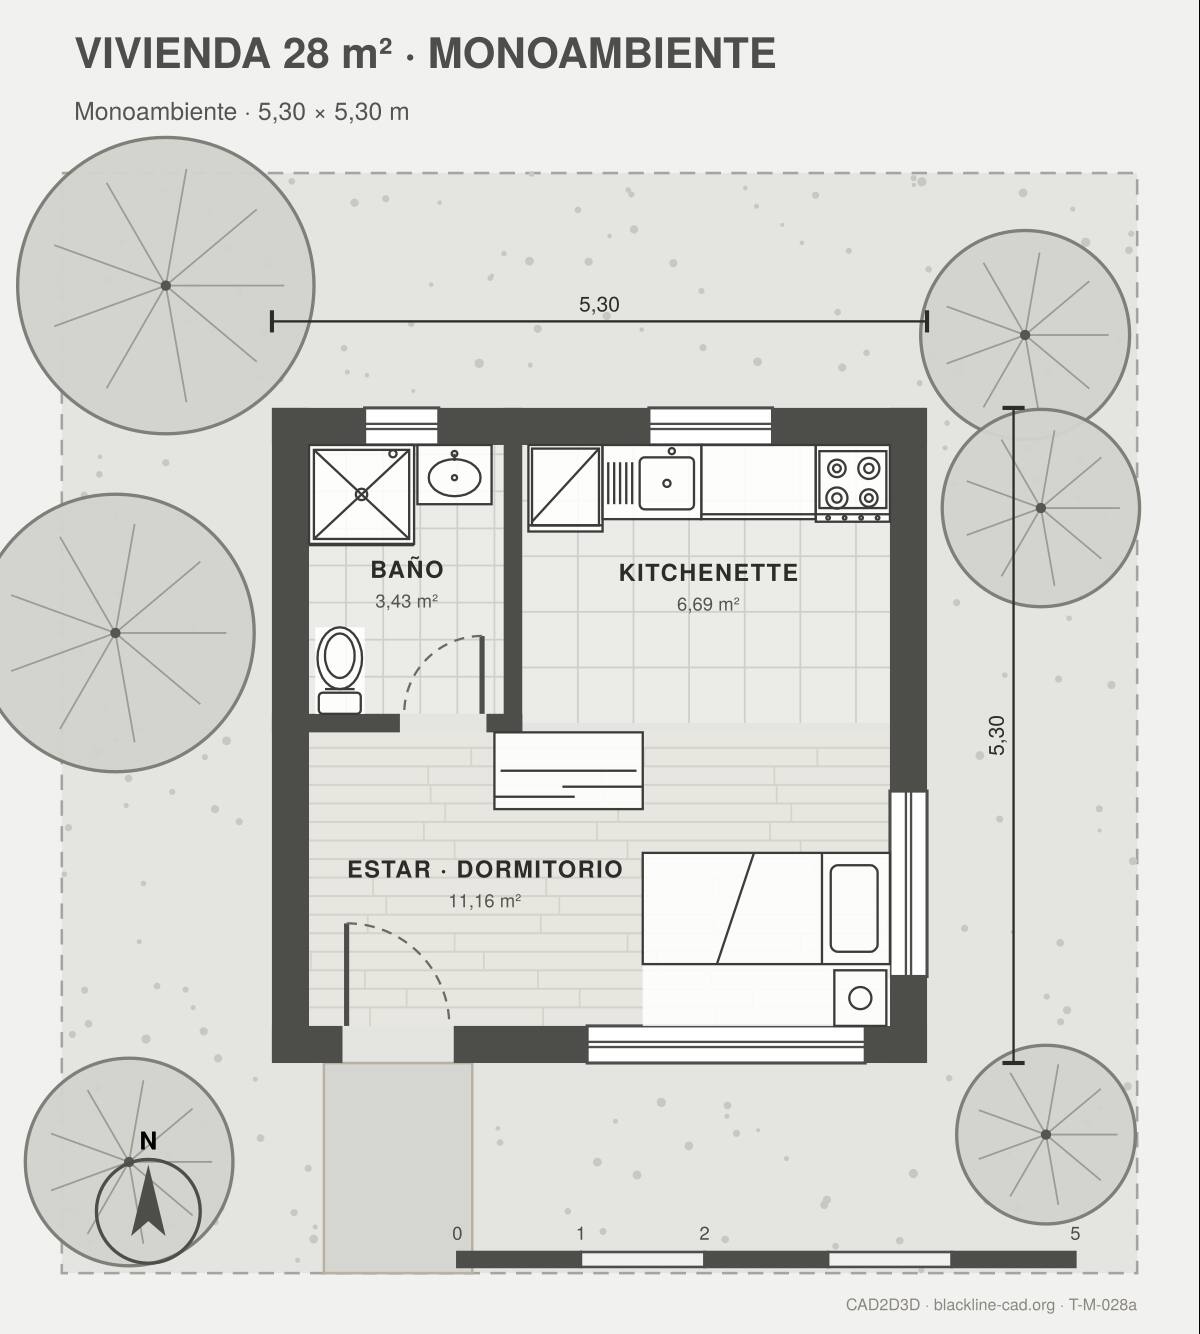 VIVIENDA 28 m² · MONOAMBIENTE
Monoambiente · 5,30 × 5,30 m
5,30
BAÑO
3,43 m²
KITCHENETTE
6,69 m²
5,30
ESTAR · DORMITORIO
11,16 m²
N
0 1 2 5
CAD2D3D · blackline-cad.org · T-M-028a